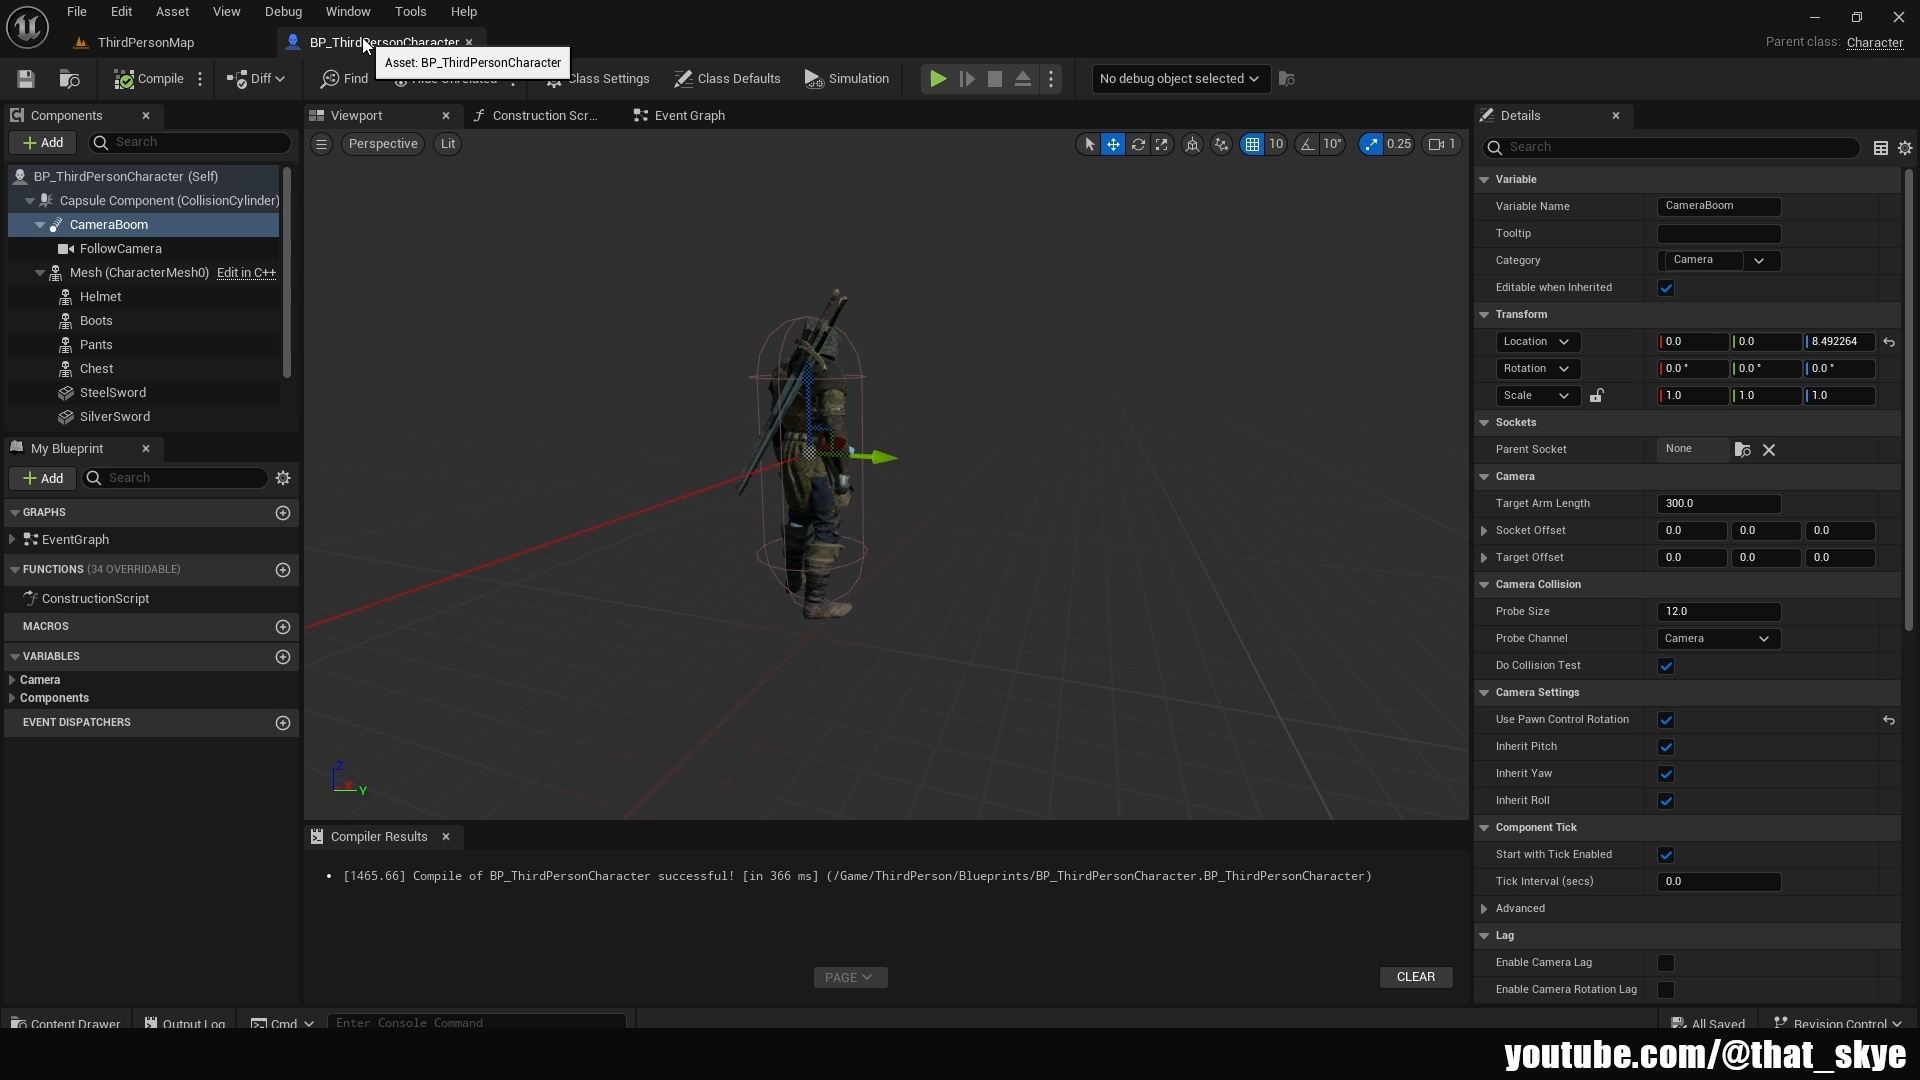 File Edit Asset View Debug Window Tools Help
ThirdPersonMap
BP_ThirdPersonCharacter
Parent class: Character
Asset: BP_ThirdPersonCharacter
Compile
Diff
Find
Hide Unrelated
Class Settings
Class Defaults
Simulation
No debug object selected
Components
Add
Search
BP_ThirdPersonCharacter (Self)
Capsule Component (CollisionCylinder)
CameraBoom
FollowCamera
Mesh (CharacterMesh0) Edit in C++
Helmet
Boots
Pants
Chest
SteelSword
SilverSword
My Blueprint
Add
Search
GRAPHS
EventGraph
FUNCTIONS (34 OVERRIDABLE)
ConstructionScript
MACROS
VARIABLES
Camera
Components
EVENT DISPATCHERS
Viewport
Construction Scr...
Event Graph
Perspective
Lit
10
10°
0.25
1
Z
Y
Compiler Results
• [1465.66] Compile of BP_ThirdPersonCharacter successful! [in 366 ms] (/Game/ThirdPerson/Blueprints/BP_ThirdPersonCharacter.BP_ThirdPersonCharacter)
PAGE
CLEAR
Details
Search
Variable
Variable Name CameraBoom
Tooltip
Category Camera
Editable when Inherited
Transform
Location 0.0 0.0 8.492264
Rotation 0.0 ° 0.0 ° 0.0 °
Scale 1.0 1.0 1.0
Sockets
Parent Socket None
Camera
Target Arm Length 300.0
Socket Offset 0.0 0.0 0.0
Target Offset 0.0 0.0 0.0
Camera Collision
Probe Size 12.0
Probe Channel Camera
Do Collision Test
Camera Settings
Use Pawn Control Rotation
Inherit Pitch
Inherit Yaw
Inherit Roll
Component Tick
Start with Tick Enabled
Tick Interval (secs) 0.0
Advanced
Lag
Enable Camera Lag
Enable Camera Rotation Lag
Content Drawer
Output Log
Cmd
Enter Console Command
All Saved
Revision Control
youtube.com/@that_skye